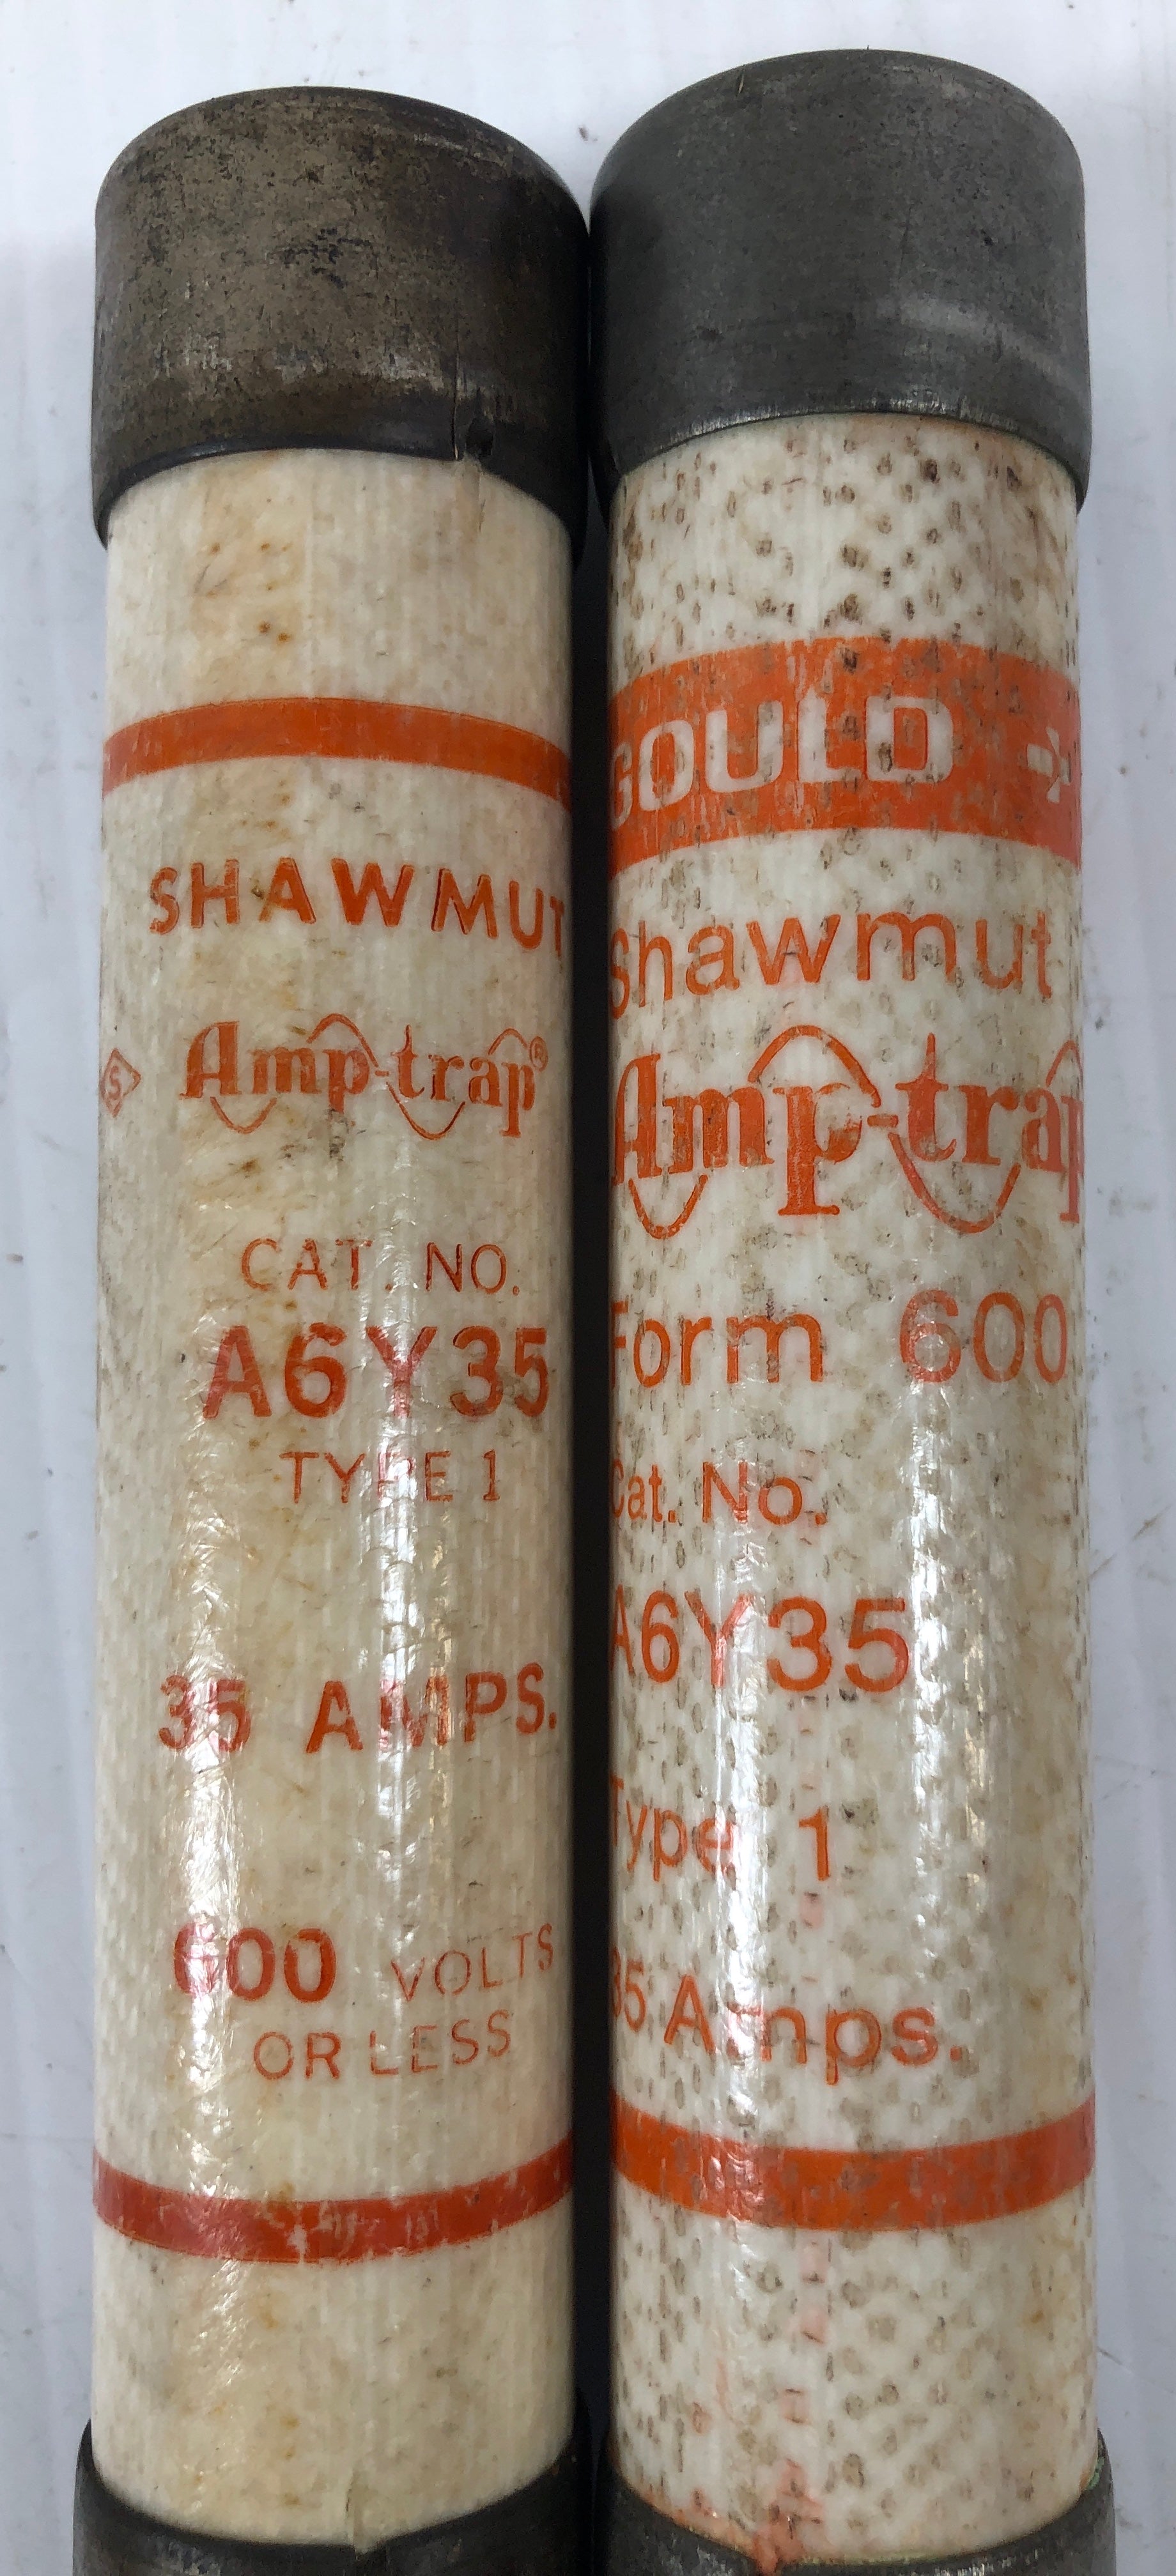 SHAWMUT
S
Amp-trap®
CAT. NO.
A6Y35
TYPE 1
35 AMPS.
600 VOLTS
OR LESS
GOULD
Shawmut
Amp-trap
Form 600
Cat. No.
A6Y35
Type 1
35 Amps.